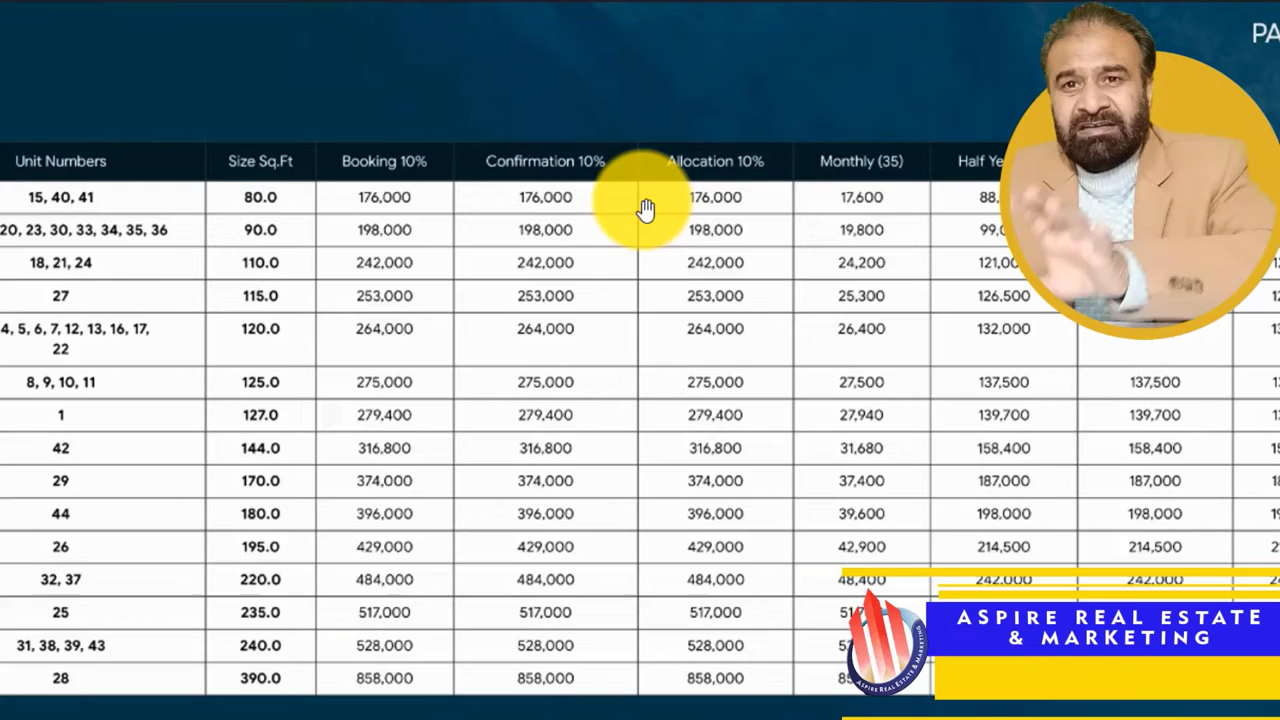 PA
Unit Numbers Size Sq.Ft Booking 10% Confirmation 10% Allocation 10% Monthly (35) Half Ye
15, 40, 41 80.0 176,000 176,000 176,000 17,600 88,
20, 23, 30, 33, 34, 35, 36 90.0 198,000 198,000 198,000 19,800 99,0
18, 21, 24 110.0 242,000 242,000 242,000 24,200 121,00
27 115.0 253,000 253,000 253,000 25,300 126,500
4, 5, 6, 7, 12, 13, 16, 17, 120.0 264,000 264,000 264,000 26,400 132,000
22
8, 9, 10, 11 125.0 275,000 275,000 275,000 27,500 137,500 137,500
1 127.0 279,400 279,400 279,400 27,940 139,700 139,700
42 144.0 316,800 316,800 316,800 31,680 158,400 158,400
29 170.0 374,000 374,000 374,000 37,400 187,000 187,000
44 180.0 396,000 396,000 396,000 39,600 198,000 198,000
26 195.0 429,000 429,000 429,000 42,900 214,500 214,500
32, 37 220.0 484,000 484,000 484,000 48,400 242,000 242,000
25 235.0 517,000 517,000 517,000
31, 38, 39, 43 240.0 528,000 528,000 528,000
28 390.0 858,000 858,000 858,000
ASPIRE REAL ESTATE
& MARKETING
ASPIRE REAL ESTATE & MARKETING